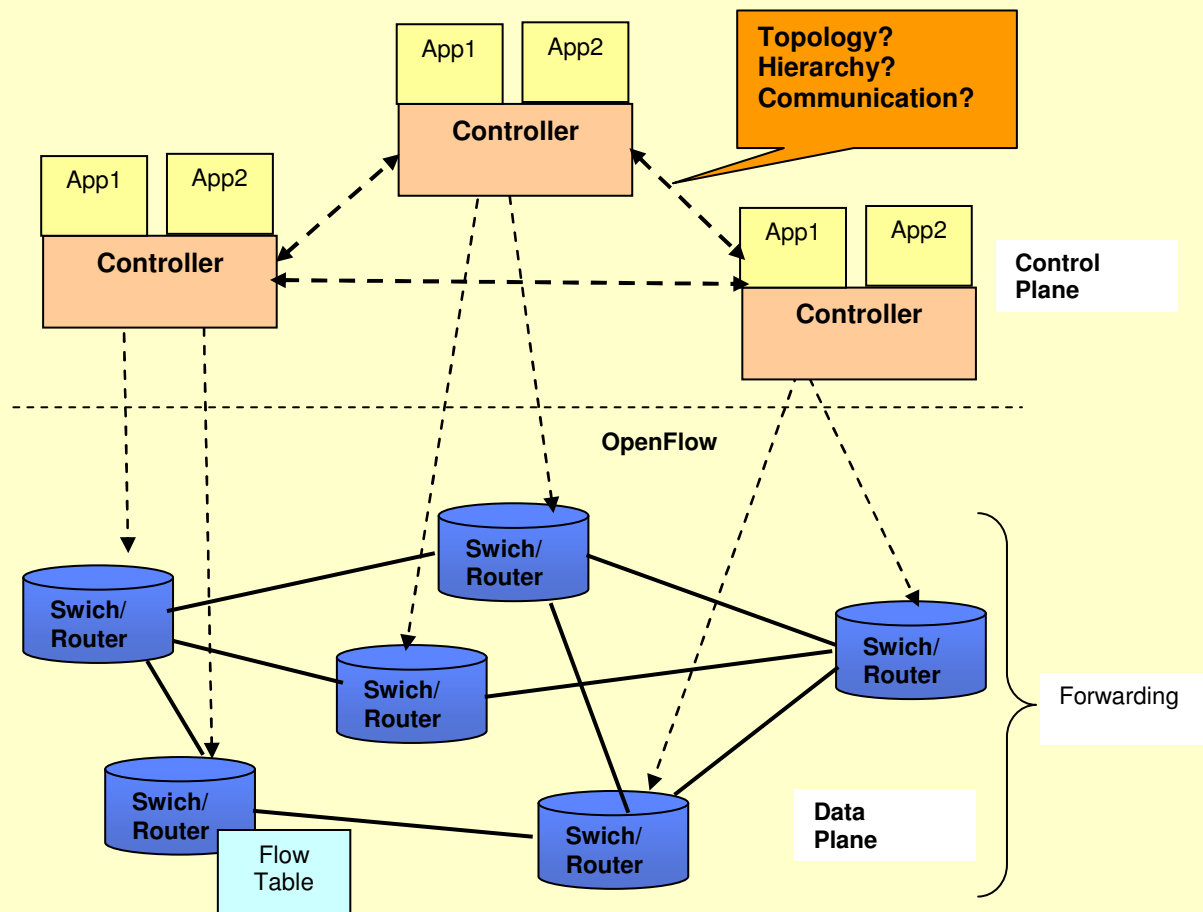 App1
App2
Topology?
Hierarchy?
Communication?
Controller
App1
App2
Controller
App1
App2
Controller
Control
Plane
OpenFlow
Swich/
Router
Swich/
Router
Swich/
Router
Swich/
Router
Forwarding
Swich/
Router
Swich/
Router
Data
Plane
Flow
Table